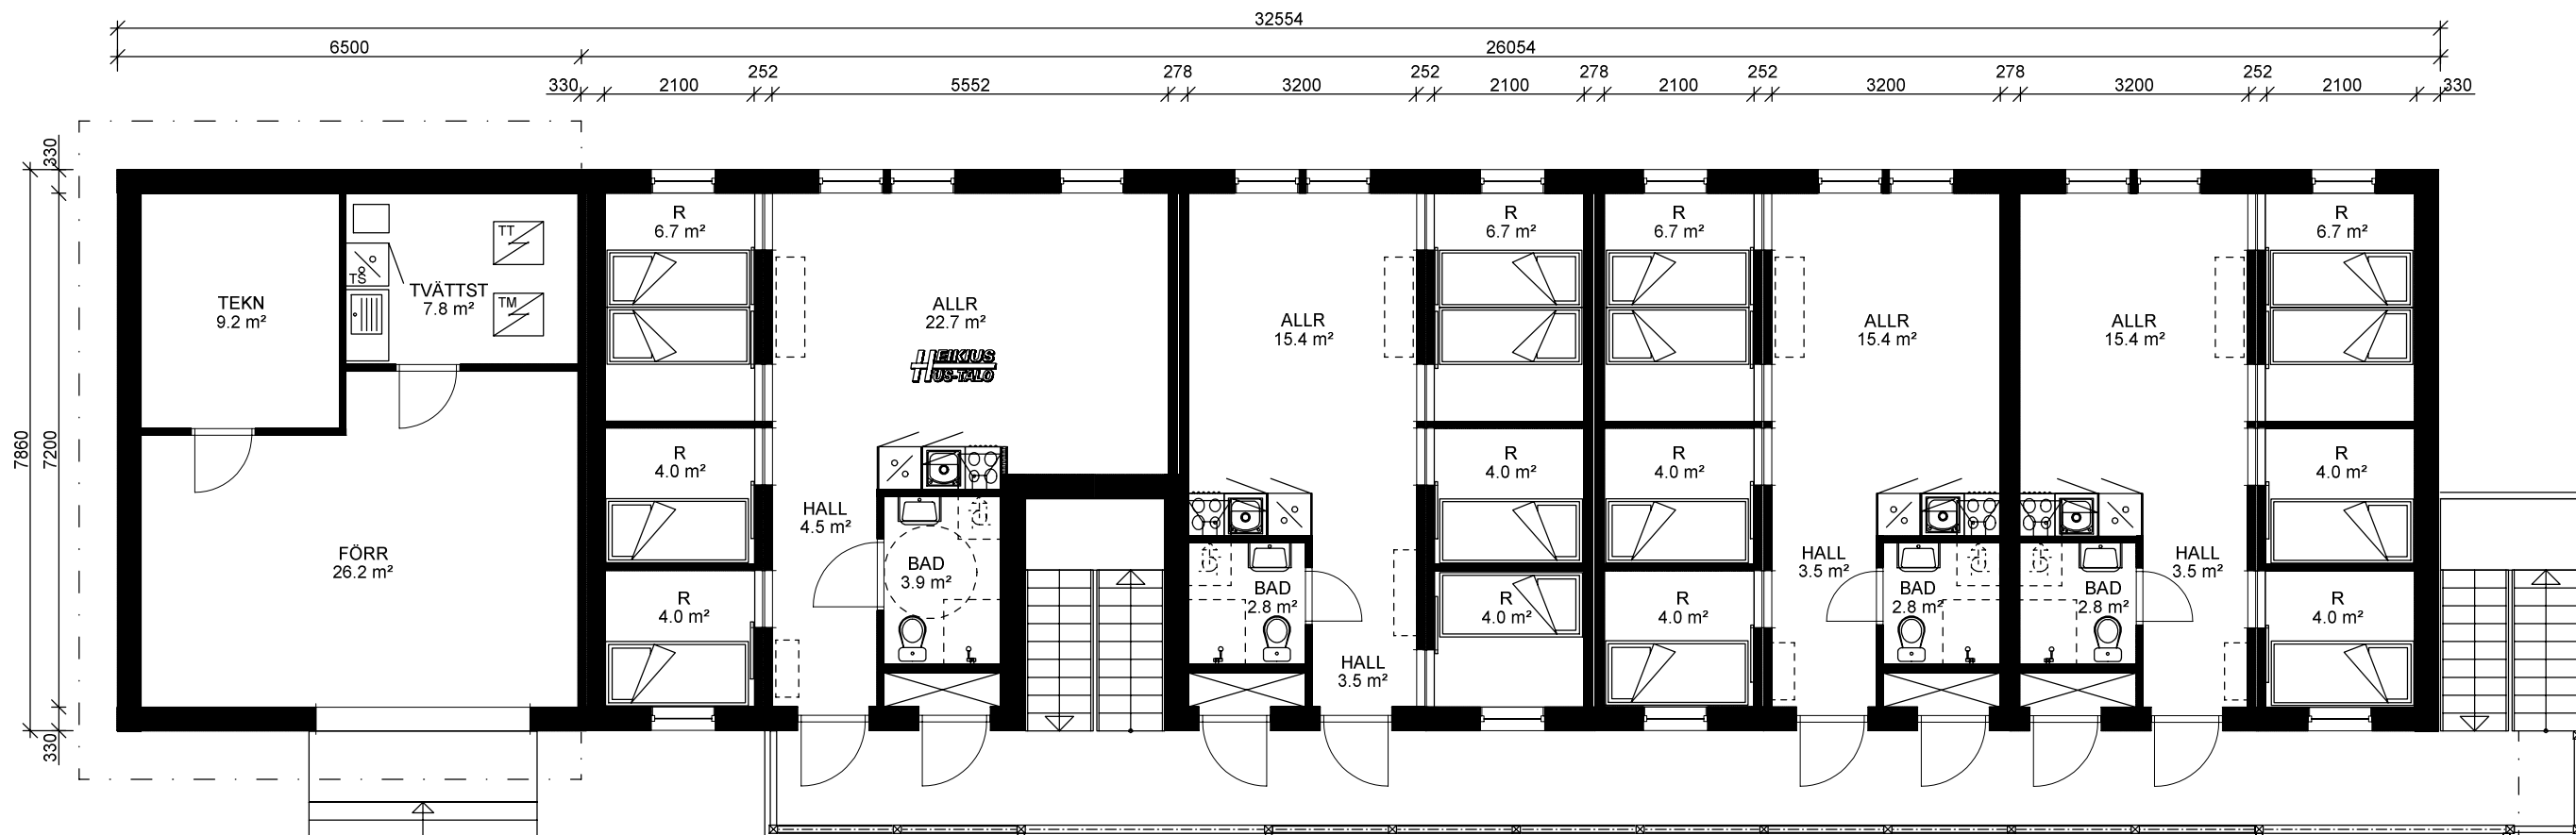 32554
6500 26054
252 278 252 278 252 278 252
330 2100 5552 3200 2100 2100 3200 3200 2100 330
330
7860
7200
330
R
6.7 m²
R
6.7 m²
R
6.7 m²
R
6.7 m²
TT
TS
TM
TVÄTTST
7.8 m²
TEKN
9.2 m²
ALLR
22.7 m²
HEIKIUS
HUS-TALO
ALLR
15.4 m²
ALLR
15.4 m²
ALLR
15.4 m²
R
4.0 m²
R
4.0 m²
R
4.0 m²
R
4.0 m²
HALL
4.5 m²
FÖRR
26.2 m²
BAD
3.9 m²
HALL
3.5 m²
HALL
3.5 m²
BAD
2.8 m²
BAD
2.8 m²
BAD
2.8 m²
R
4.0 m²
R
4.0 m²
R
4.0 m²
R
4.0 m²
HALL
3.5 m²